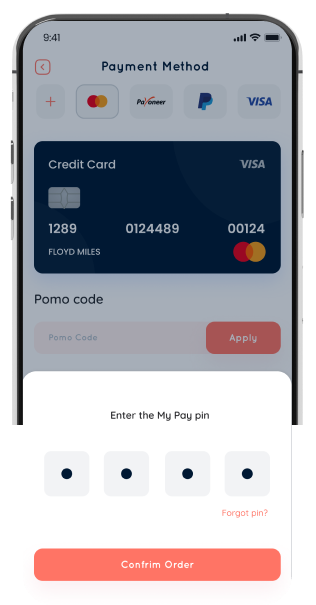 9:41
Payment Method
+ Payoneer VISA
Credit Card VISA
1289 0124489 00124
FLOYD MILES
Pomo code
Pomo Code Apply
Enter the My Pay pin
Forgot pin?
Confrim Order